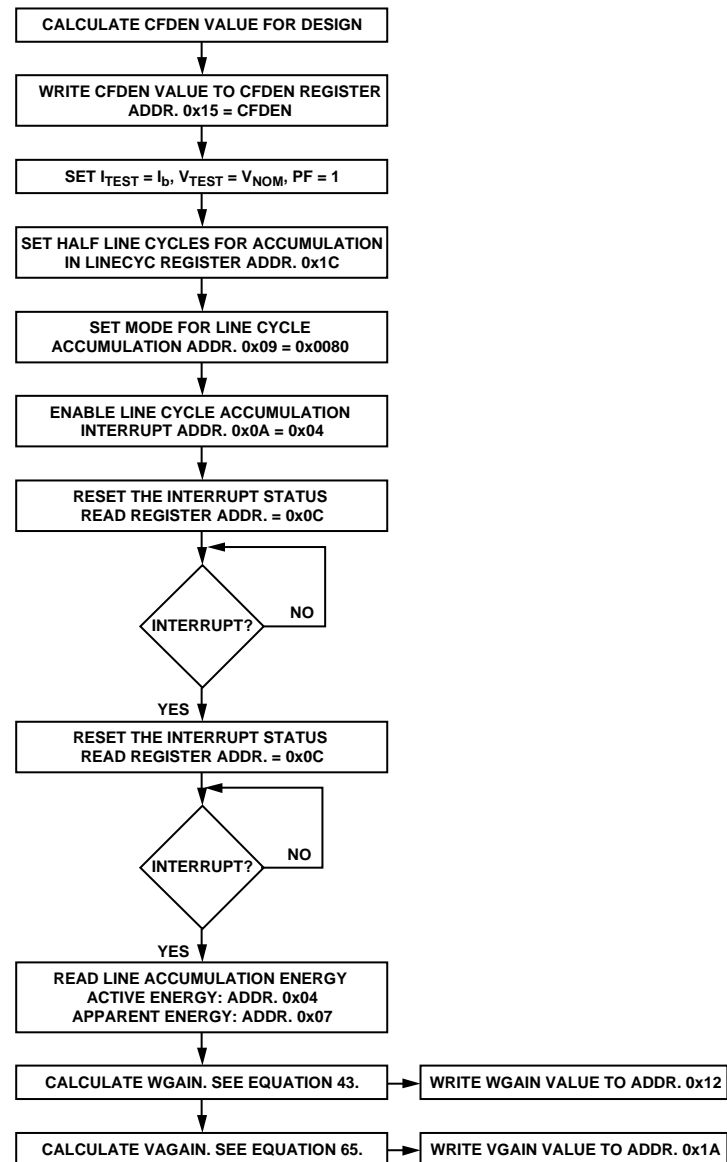 CALCULATE CFDEN VALUE FOR DESIGN
WRITE CFDEN VALUE TO CFDEN REGISTER
ADDR. 0x15 = CFDEN
SET I_TEST = I_b, V_TEST = V_NOM, PF = 1
SET HALF LINE CYCLES FOR ACCUMULATION
IN LINECYC REGISTER ADDR. 0x1C
SET MODE FOR LINE CYCLE
ACCUMULATION ADDR. 0x09 = 0x0080
ENABLE LINE CYCLE ACCUMULATION
INTERRUPT ADDR. 0x0A = 0x04
RESET THE INTERRUPT STATUS
READ REGISTER ADDR. = 0x0C
INTERRUPT?
NO
YES
RESET THE INTERRUPT STATUS
READ REGISTER ADDR. = 0x0C
INTERRUPT?
NO
YES
READ LINE ACCUMULATION ENERGY
ACTIVE ENERGY: ADDR. 0x04
APPARENT ENERGY: ADDR. 0x07
CALCULATE WGAIN. SEE EQUATION 43.
WRITE WGAIN VALUE TO ADDR. 0x12
CALCULATE VAGAIN. SEE EQUATION 65.
WRITE VGAIN VALUE TO ADDR. 0x1A